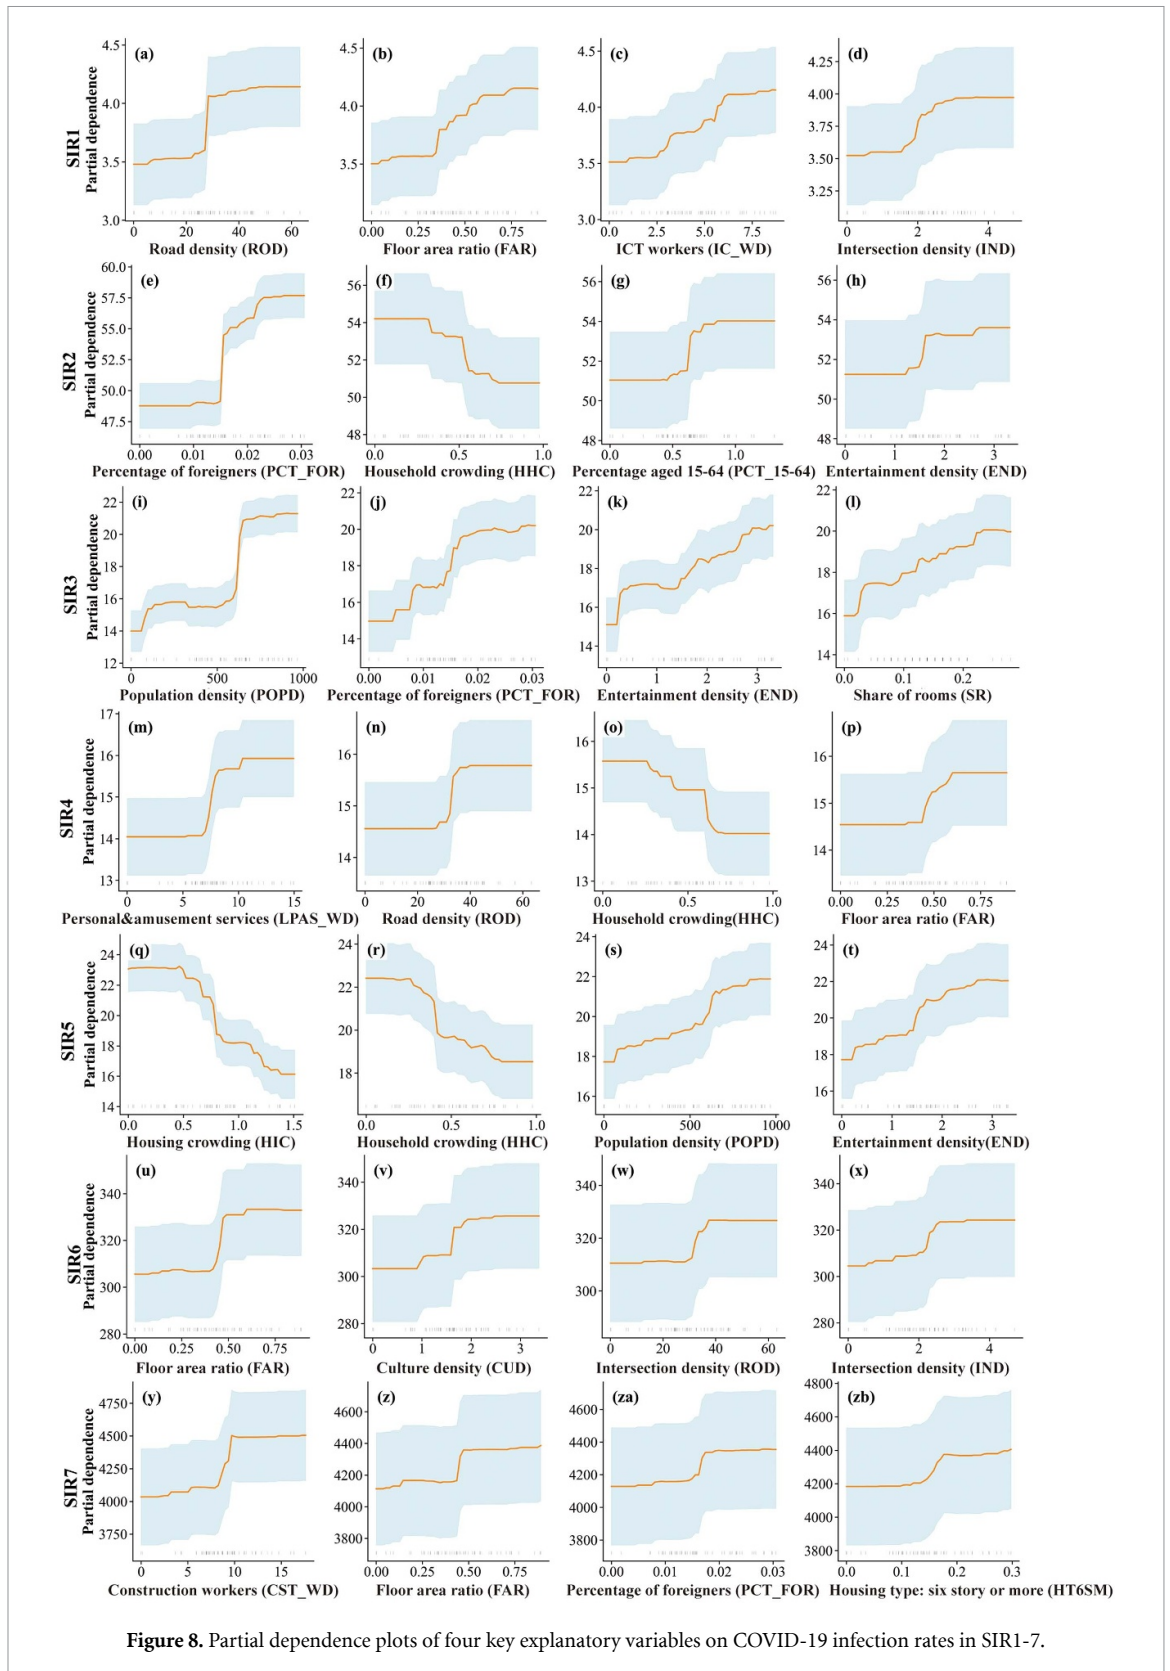 (a) (b) (c) (d)
4.5 4.0 3.5 3.0
4.5 4.0 3.5
4.5 4.0 3.5 3.0
4.25 4.00 3.75 3.50 3.25
SIR1
Partial dependence
0 20 40 60
0.00 0.25 0.50 0.75
0.0 2.5 5.0 7.5
0 2 4
Road density (ROD) Floor area ratio (FAR) ICT workers (IC_WD) Intersection density (IND)
(e) (f) (g) (h)
60.0 57.5 55.0 52.5 50.0 47.5
56 54 52 50 48
56 54 52 50 48
56 54 52 50 48
SIR2
Partial dependence
0.00 0.01 0.02 0.03
0.0 0.5 1.0
0.0 0.5 1.0
0 1 2 3
Percentage of foreigners (PCT_FOR) Household crowding (HHC) Percentage aged 15-64 (PCT_15-64) Entertainment density (END)
(i) (j) (k) (l)
22 20 18 16 14 12
22 20 18 16 14
22 20 18 16 14
22 20 18 16 14
SIR3
Partial dependence
0 500 1000
0.00 0.01 0.02 0.03
0 1 2 3
0.0 0.1 0.2
Population density (POPD) Percentage of foreigners (PCT_FOR) Entertainment density (END) Share of rooms (SR)
(m) (n) (o) (p)
17 16 15 14 13
16 15 14
16 15 14 13
16 15 14
SIR4
Partial dependence
0 5 10 15
0 20 40 60
0.0 0.5 1.0
0.00 0.25 0.50 0.75
Personal&amusement services (LPAS_WD) Road density (ROD) Household crowding(HHC) Floor area ratio (FAR)
(q) (r) (s) (t)
24 22 20 18 16 14
24 22 20 18
24 22 20 18 16
24 22 20 18 16
SIR5
Partial dependence
0.0 0.5 1.0 1.5
0.0 0.5 1.0
0 500 1000
0 1 2 3
Housing crowding (HIC) Household crowding (HHC) Population density (POPD) Entertainment density(END)
(u) (v) (w) (x)
340 320 300 280
340 320 300 280
340 320 300
340 320 300 280
SIR6
Partial dependence
0.00 0.25 0.50 0.75
0 1 2 3
0 20 40 60
0 2 4
Floor area ratio (FAR) Culture density (CUD) Intersection density (ROD) Intersection density (IND)
(y) (z) (za) (zb)
4750 4500 4250 4000 3750
4600 4400 4200 4000 3800
4600 4400 4200 4000 3800
4800 4600 4400 4200 4000 3800
SIR7
Partial dependence
0 5 10 15
0.00 0.25 0.50 0.75
0.00 0.01 0.02 0.03
0.0 0.1 0.2 0.3
Construction workers (CST_WD) Floor area ratio (FAR) Percentage of foreigners (PCT_FOR) Housing type: six story or more (HT6SM)
Figure 8. Partial dependence plots of four key explanatory variables on COVID-19 infection rates in SIR1-7.